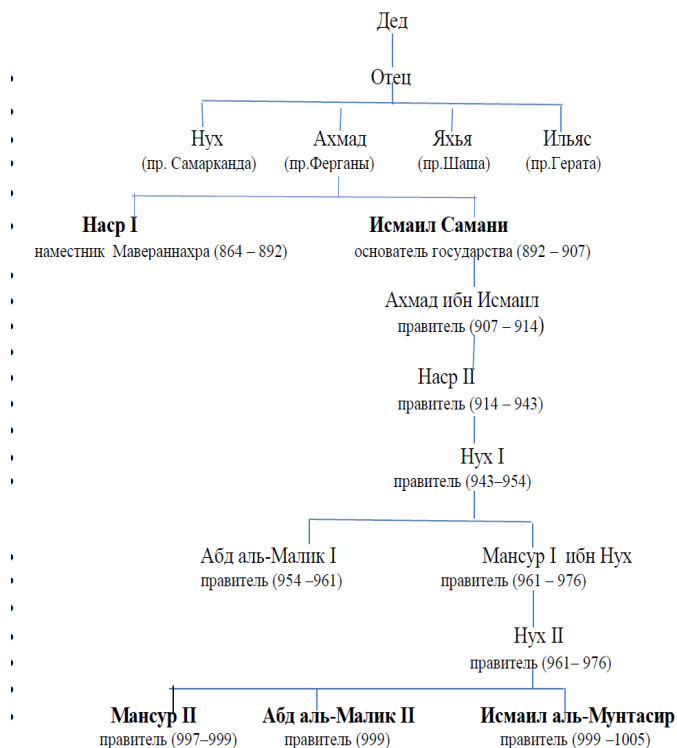 Дед
Отец
Нух Ахмад Яхья Ильяс
(пр. Самарканда) (пр.Ферганы) (пр.Шаша) (пр.Герата)
Наср I Исмаил Самани
наместник Мавераннахра (864 – 892) основатель государства (892 – 907)
Ахмад ибн Исмаил
правитель (907 – 914)
Наср II
правитель (914 – 943)
Нух I
правитель (943–954)
Абд аль-Малик I Мансур I ибн Нух
правитель (954 –961) правитель (961 – 976)
Нух II
правитель (961– 976)
Мансур II Абд аль-Малик II Исмаил аль-Мунтасир
правитель (997–999) правитель (999) правитель (999 –1005)